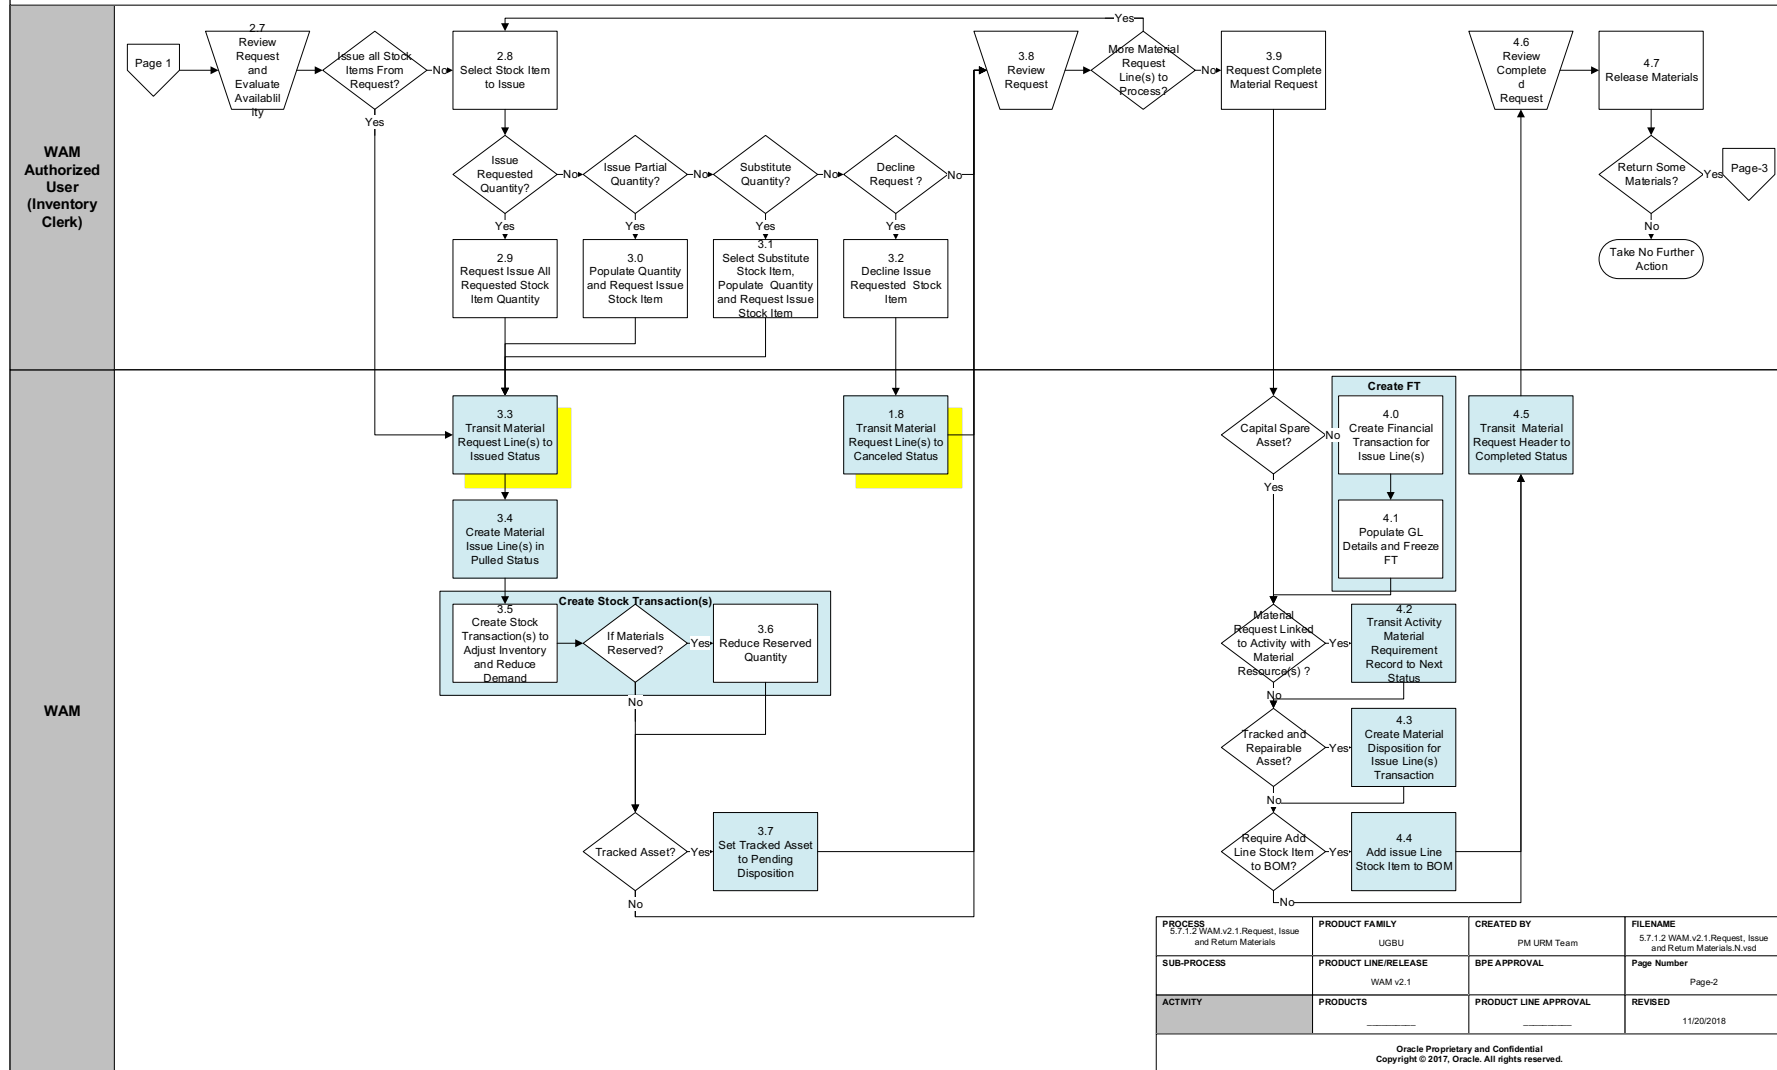 WAM
Authorized
User
(Inventory
Clerk)
Page 1
2.7
Review
Request
and
Evaluate
Availablil
ity
Issue all Stock
Items From
Request?
No
Yes
2.8
Select Stock Item
to Issue
Yes
3.8
Review
Request
More Material
Request
Line(s) to
Process?
No
3.9
Request Complete
Material Request
4.6
Review
Complete
d
Request
4.7
Release Materials
Issue
Requested
Quantity?
No
Yes
Issue Partial
Quantity?
No
Yes
Substitute
Quantity?
No
Yes
Decline
Request ?
No
Yes
Return Some
Materials?
Yes
Page-3
No
Take No Further
Action
2.9
Request Issue All
Requested Stock
Item Quantity
3.0
Populate Quantity
and Request Issue
Stock Item
3.1
Select Substitute
Stock Item,
Populate Quantity
and Request Issue
Stock Item
3.2
Decline Issue
Requested Stock
Item
WAM
3.3
Transit Material
Request Line(s) to
Issued Status
1.8
Transit Material
Request Line(s) to
Canceled Status
3.4
Create Material
Issue Line(s) in
Pulled Status
Create Stock Transaction(s)
3.5
Create Stock
Transaction(s) to
Adjust Inventory
and Reduce
Demand
If Materials
Reserved?
Yes
No
3.6
Reduce Reserved
Quantity
Tracked Asset?
Yes
No
3.7
Set Tracked Asset
to Pending
Disposition
Capital Spare
Asset?
No
Yes
Create FT
4.0
Create Financial
Transaction for
Issue Line(s)
4.1
Populate GL
Details and Freeze
FT
4.5
Transit Material
Request Header to
Completed Status
Material
Request Linked
to Activity with
Material
Resource(s) ?
Yes
No
4.2
Transit Activity
Material
Requirement
Record to Next
Status
Tracked and
Repairable
Asset?
Yes
No
4.3
Create Material
Disposition for
Issue Line(s)
Transaction
Require Add
Line Stock Item
to BOM?
Yes
No
4.4
Add issue Line
Stock Item to BOM
PROCESS
5.7.1.2 WAM.v2.1.Request, Issue
and Return Materials
PRODUCT FAMILY
UGBU
CREATED BY
PM URM Team
FILENAME
5.7.1.2 WAM.v2.1.Request, Issue
and Return Materials.N.vsd
SUB-PROCESS
PRODUCT LINE/RELEASE
WAM v2.1
BPE APPROVAL
Page Number
Page-2
ACTIVITY
PRODUCTS
PRODUCT LINE APPROVAL
REVISED
11/20/2018
Oracle Proprietary and Confidential
Copyright © 2017, Oracle. All rights reserved.